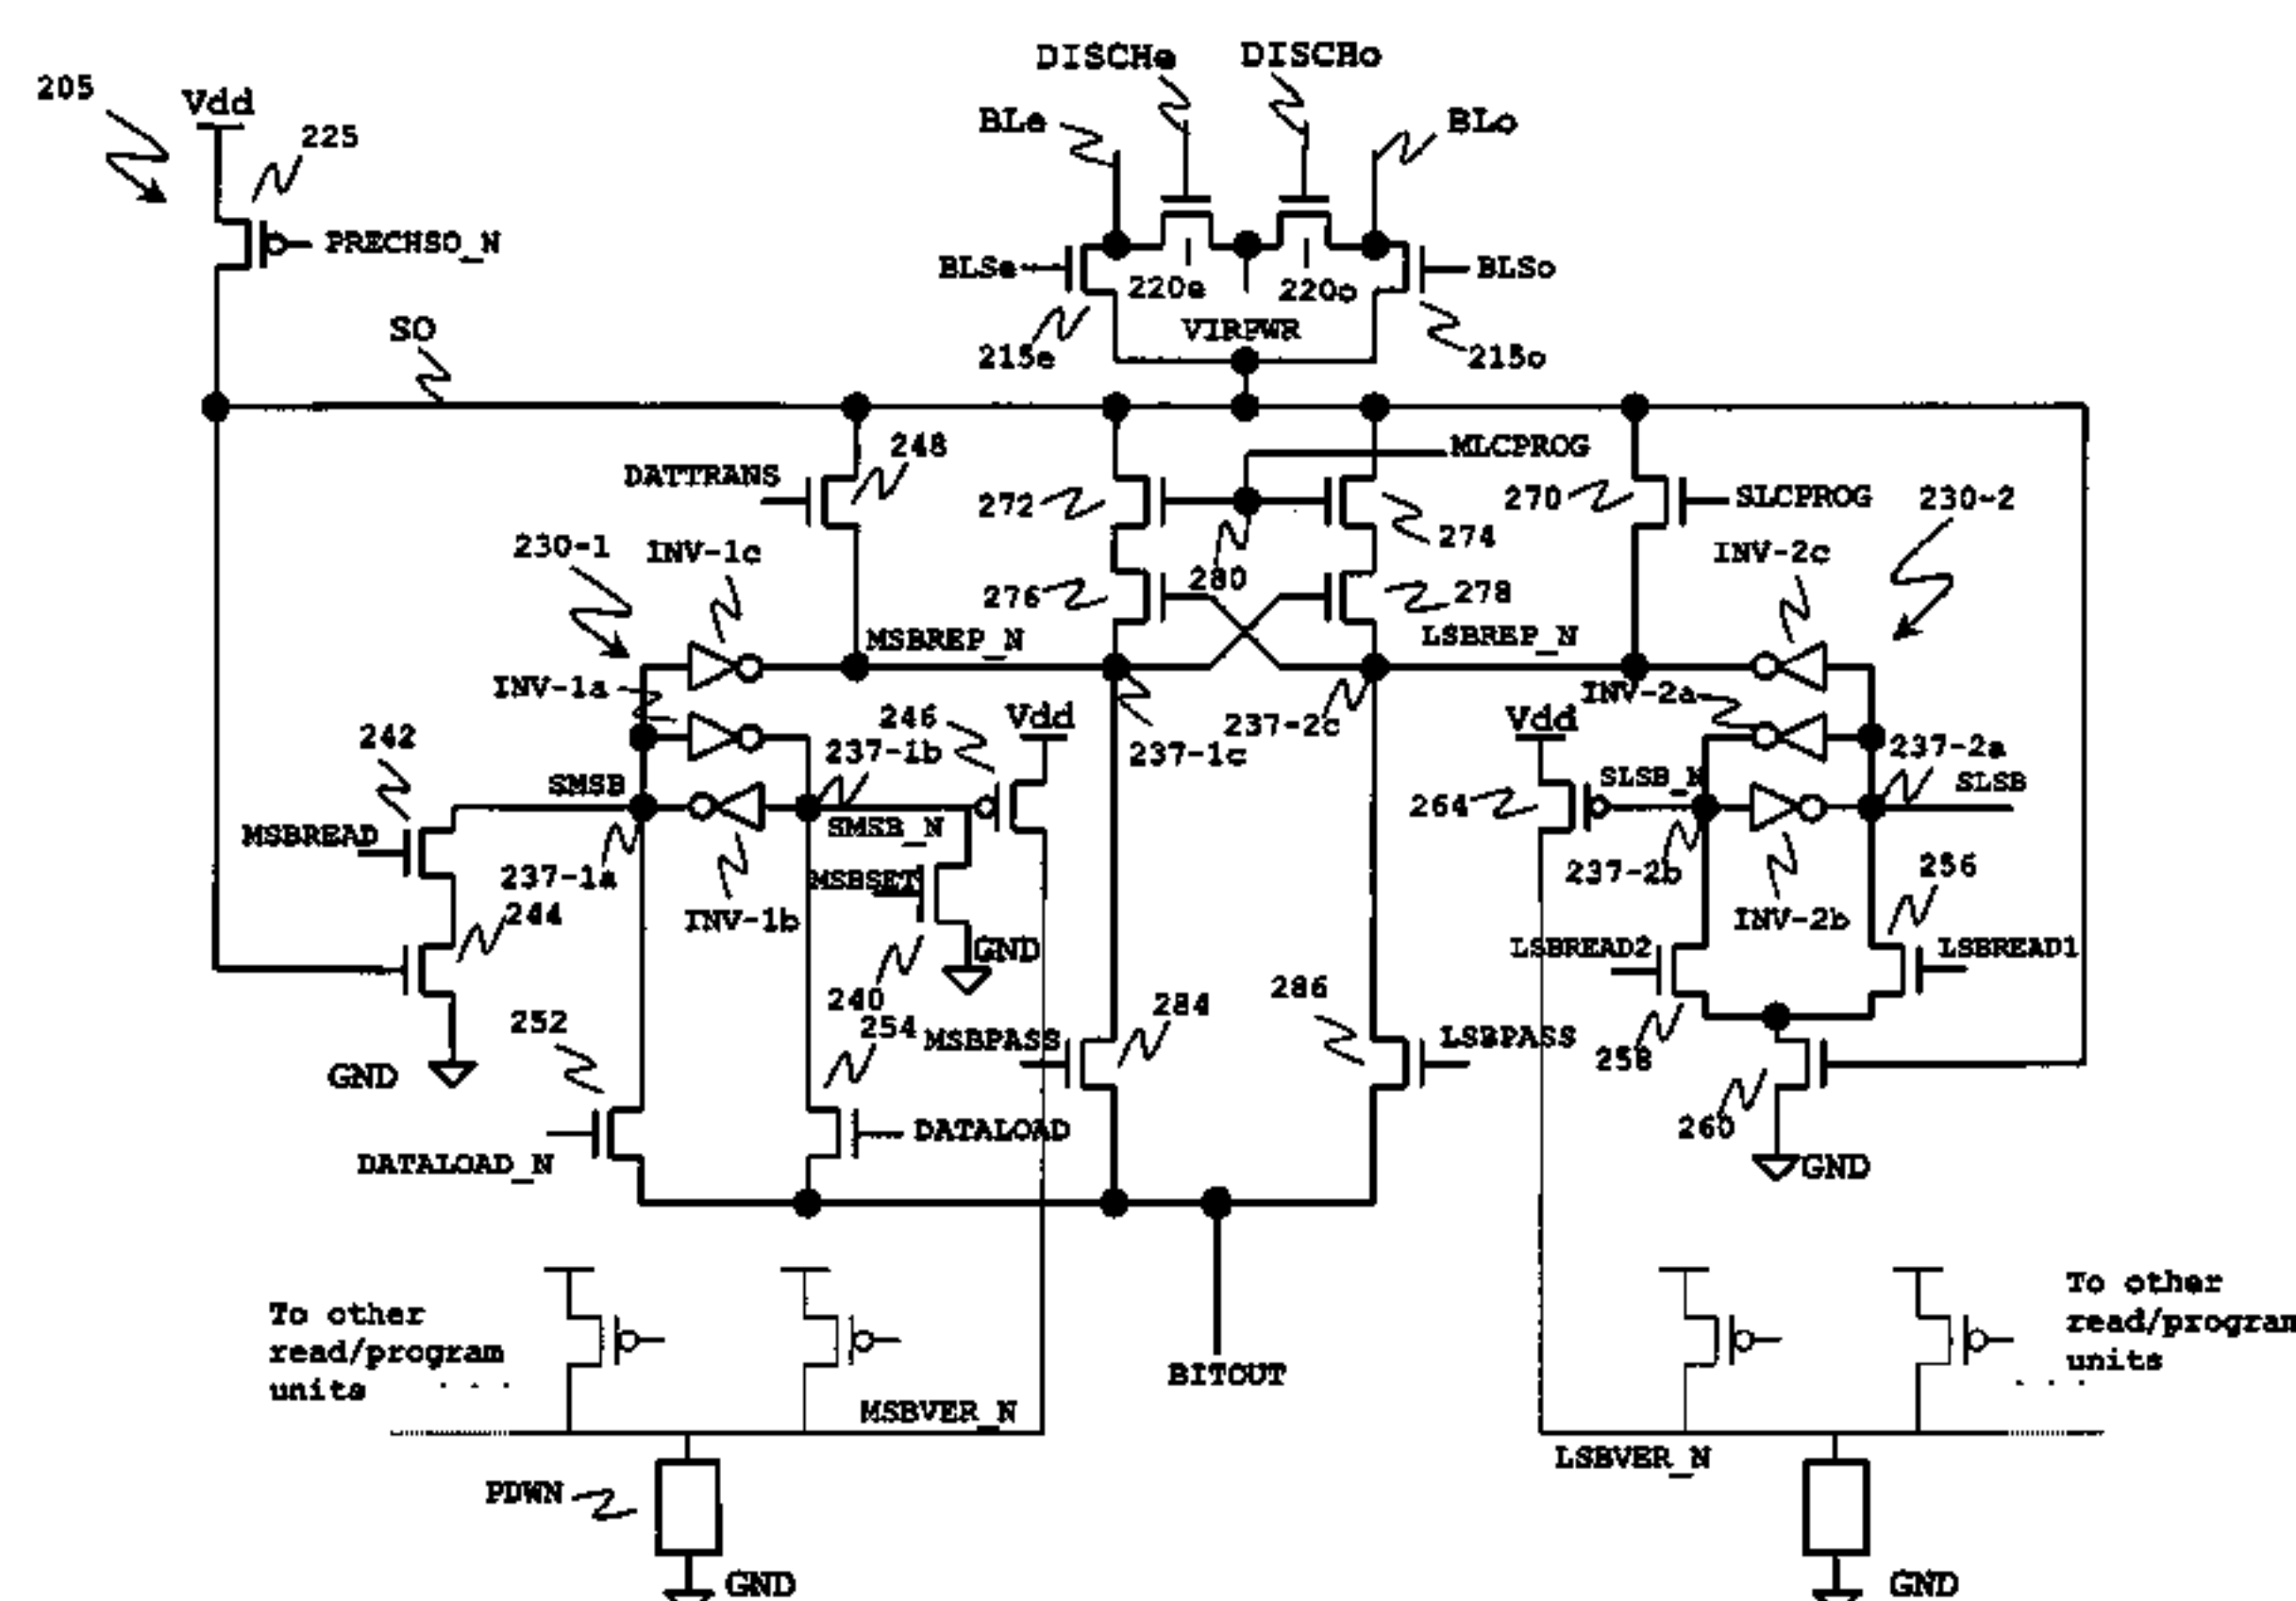 DISCHe DISCHo
205
Vdd
225
BLe
BLo
PRECHSO_N
BLSe
220e
220o
BLSo
SO
215e
VIRPWR
215o
248
MLCPROG
DATTRANS
272
270
SLCPROG
230-2
230-1
INV-1c
280
274
INV-2c
276
278
MSBREP_N
LSBREP_N
INV-1a
246
Vdd
237-2c
INV-2a
Vdd
242
237-1b
237-1c
237-2a
SMSB
SLSB_N
SLSB
264
MSBREAD
SMSB_N
237-1a
MSBSET
237-2b
256
244
INV-1b
INV-2b
GND
LSBREAD2
LSBREAD1
240
286
252
254
284
MSBPASS
LSBPASS
258
GND
DATALOAD
260
DATALOAD_N
GND
To other
read/program
units . . .
To other
read/program
units . . .
BITOUT
MSBVER_N
LSBVER_N
PDWN
GND
GND